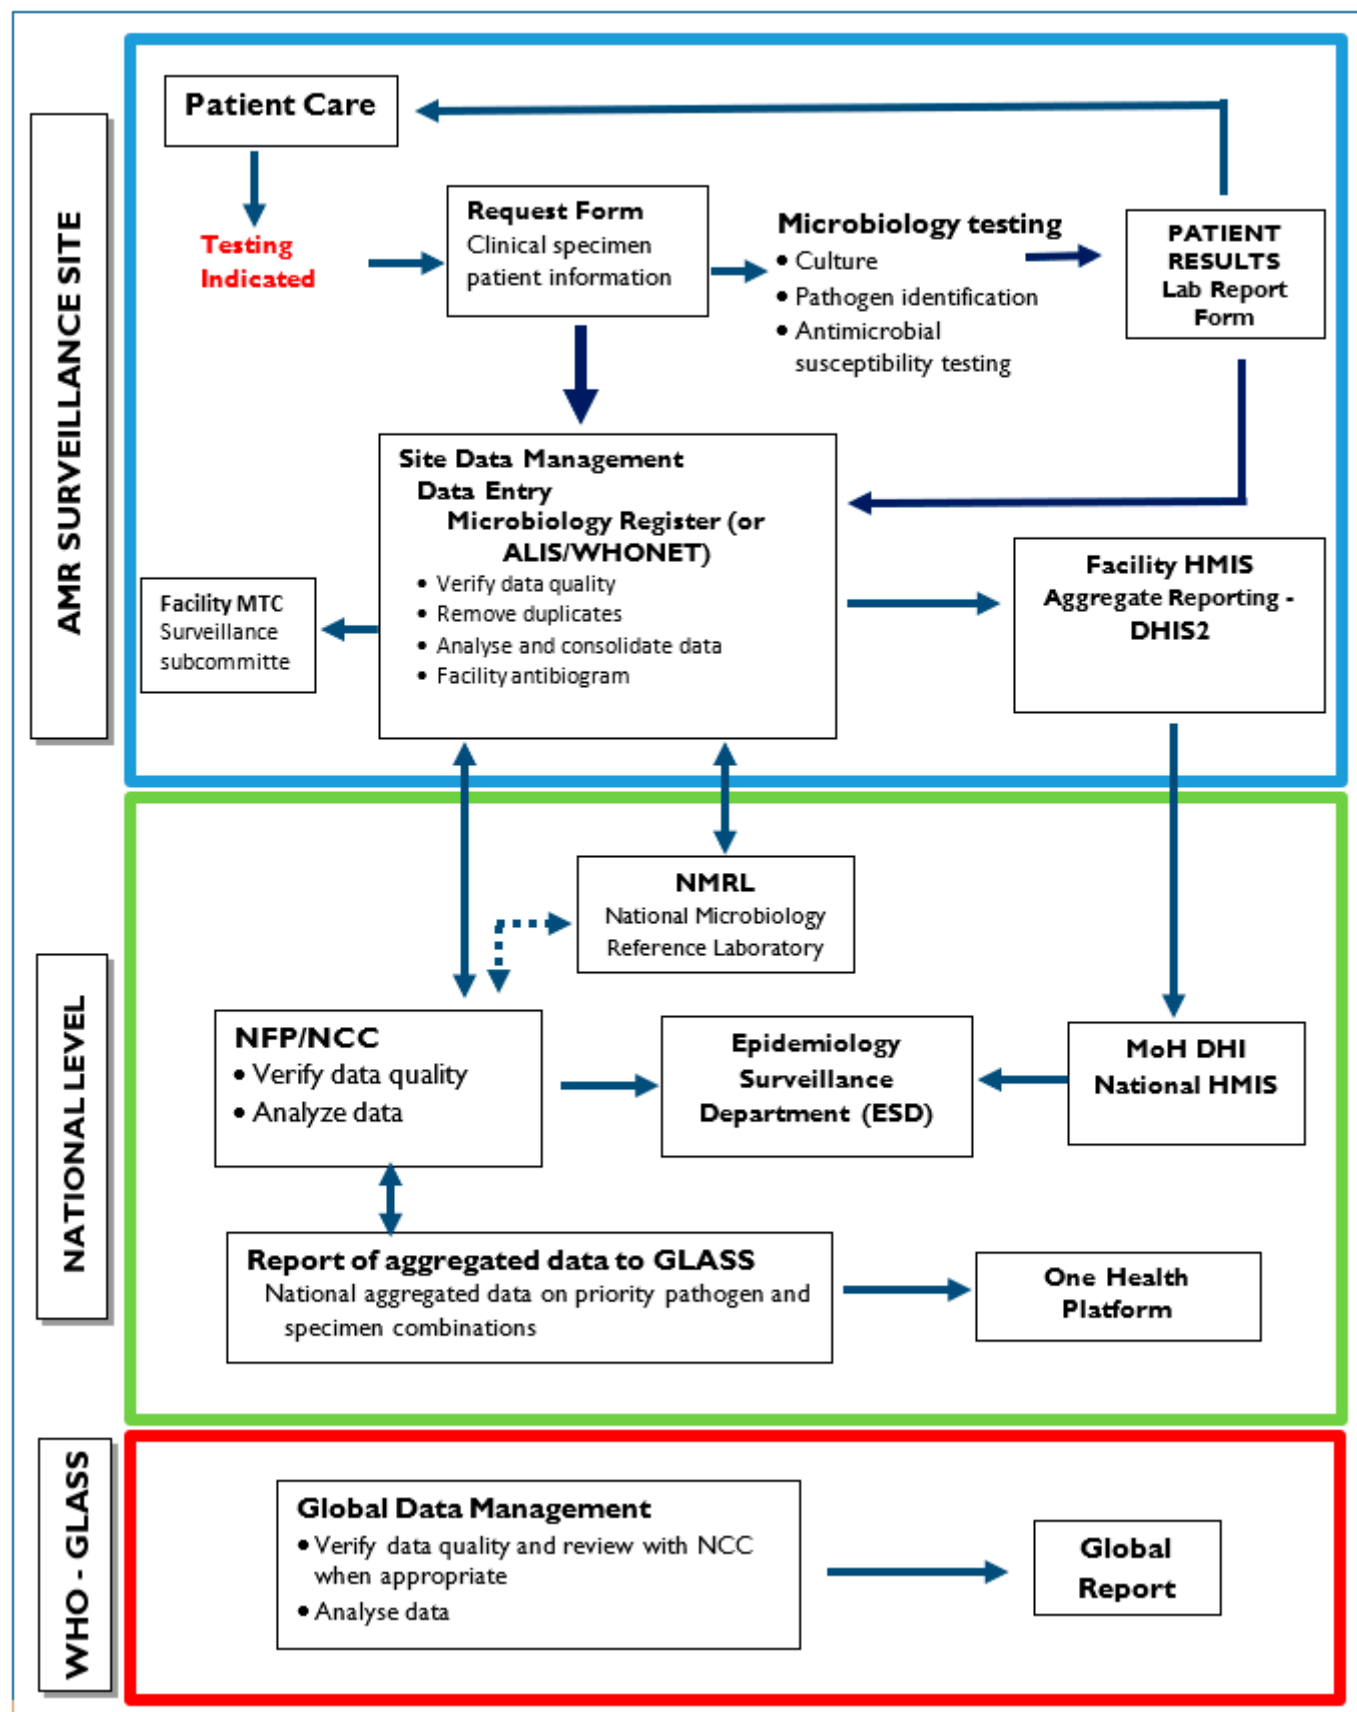 AMR SURVEILLANCE SITE
Patient Care
Testing
Indicated
Request Form
Clinical specimen
patient information
Microbiology testing
• Culture
• Pathogen identification
• Antimicrobial
susceptibility testing
PATIENT
RESULTS
Lab Report
Form
Site Data Management
Data Entry
Microbiology Register (or
ALIS/WHONET)
• Verify data quality
• Remove duplicates
• Analyse and consolidate data
• Facility antibiogram
Facility MTC
Surveillance
subcommitte
Facility HMIS
Aggregate Reporting -
DHIS2
NATIONAL LEVEL
NMRL
National Microbiology
Reference Laboratory
NFP/NCC
• Verify data quality
• Analyze data
Epidemiology
Surveillance
Department (ESD)
MoH DHI
National HMIS
Report of aggregated data to GLASS
National aggregated data on priority pathogen and
specimen combinations
One Health
Platform
WHO - GLASS
Global Data Management
• Verify data quality and review with NCC
when appropriate
• Analyse data
Global
Report